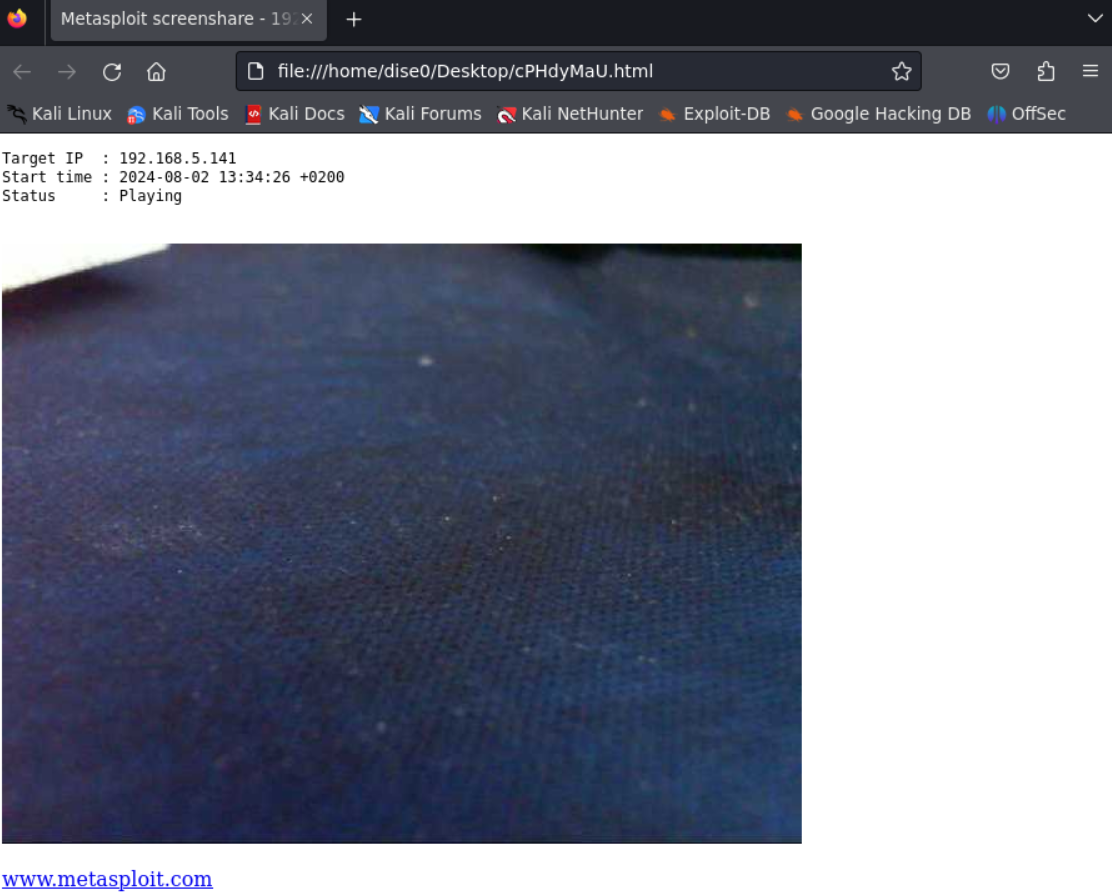 Metasploit screenshare - 192
file:///home/dise0/Desktop/cPHdyMaU.html
Kali Linux Kali Tools Kali Docs Kali Forums Kali NetHunter Exploit-DB Google Hacking DB OffSec
Target IP  : 192.168.5.141
Start time : 2024-08-02 13:34:26 +0200
Status     : Playing
www.metasploit.com